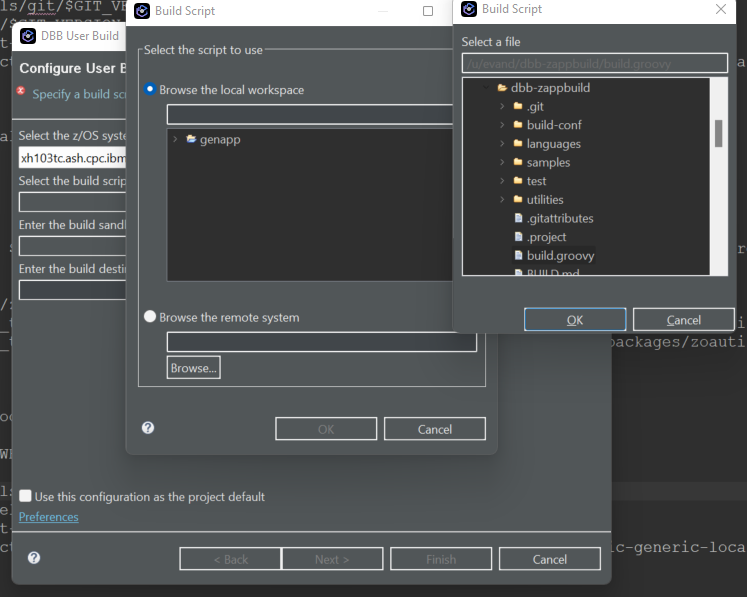 ls/git/$GIT_VE
/$GIT_VERSION
DBB User Build
Configure User B
Specify a build scr
Select the z/OS syste
xh103tc.ash.cpc.ibm
Select the build scrip
Enter the build sandb
Enter the build destin
Use this configuration as the project default
Preferences
< Back
Next >
Finish
Cancel
Build Script
Select the script to use
Browse the local workspace
genapp
Browse the remote system
Browse...
OK
Cancel
Build Script
Select a file
/u/evand/dbb-zappbuild/build.groovy
dbb-zappbuild
.git
build-conf
languages
samples
test
utilities
.gitattributes
.project
build.groovy
BUILD.md
OK
Cancel
packages/zoauti
ic-generic-loca